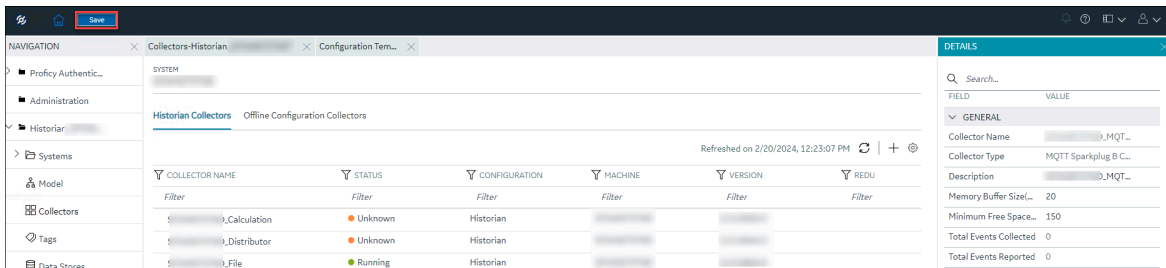 Save
NAVIGATION
Collectors-Historian
Configuration Tem...
DETAILS
Proficy Authentic...
Administration
Historian
Systems
Model
Collectors
Tags
Data Stores
SYSTEM
Historian Collectors Offline Configuration Collectors
Refreshed on 2/20/2024, 12:23:07 PM
COLLECTOR NAME STATUS CONFIGURATION MACHINE VERSION REDU
Filter Filter Filter Filter Filter Filter
_Calculation Unknown Historian
_Distributor Unknown Historian
_File Running Historian
Search...
FIELD VALUE
GENERAL
Collector Name _MQT...
Collector Type MQTT Sparkplug B C...
Description _MQT...
Memory Buffer Size(... 20
Minimum Free Space... 150
Total Events Collected 0
Total Events Reported 0